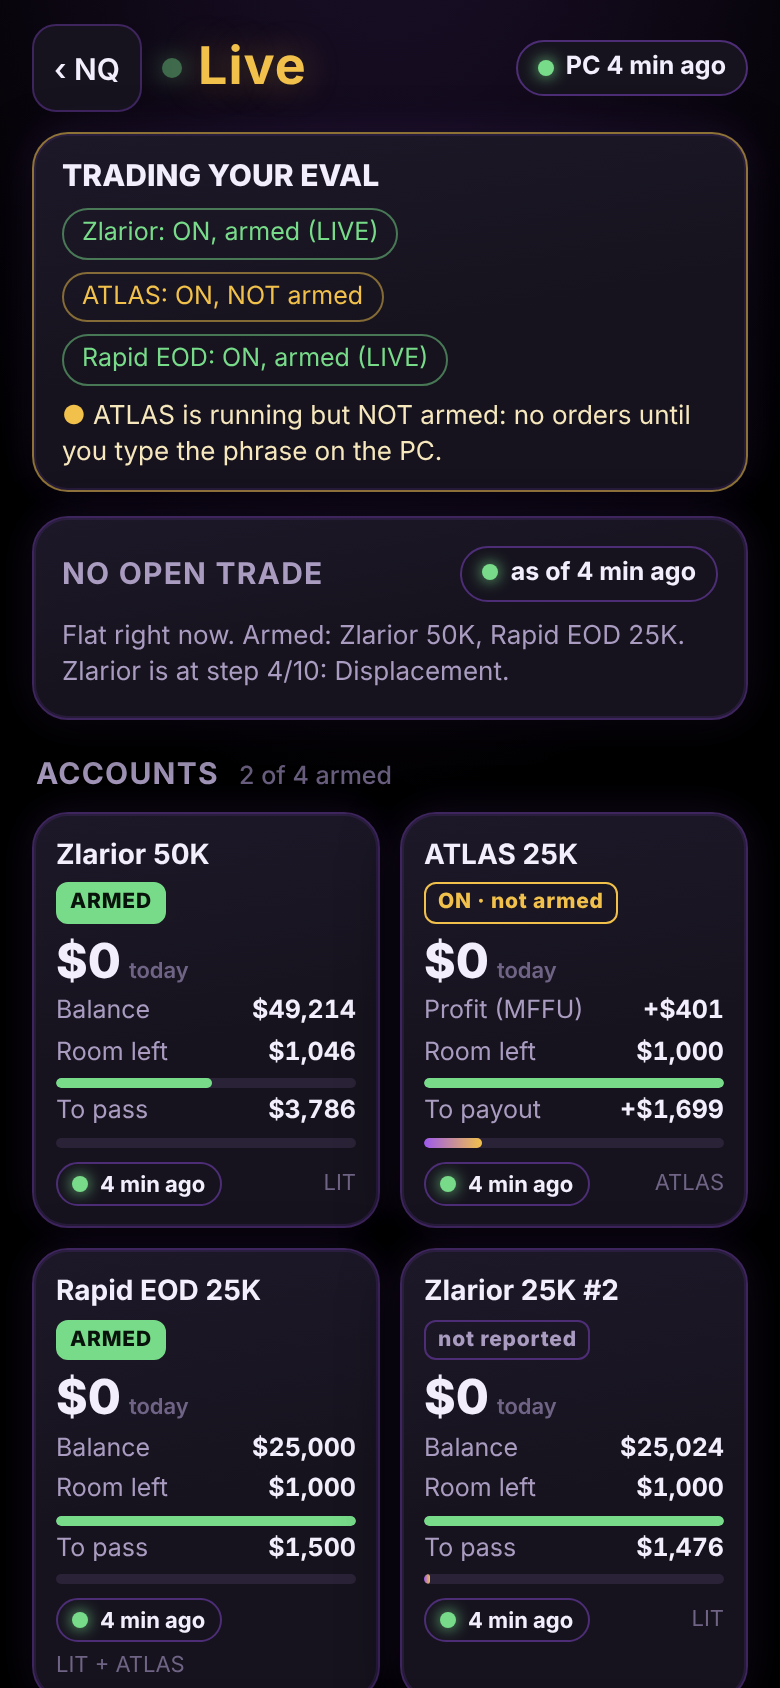 ‹ NQ
Live
PC 4 min ago
TRADING YOUR EVAL
Zlarior: ON, armed (LIVE)
ATLAS: ON, NOT armed
Rapid EOD: ON, armed (LIVE)
ATLAS is running but NOT armed: no orders until
you type the phrase on the PC.
NO OPEN TRADE
as of 4 min ago
Flat right now. Armed: Zlarior 50K, Rapid EOD 25K.
Zlarior is at step 4/10: Displacement.
ACCOUNTS 2 of 4 armed
Zlarior 50K
ARMED
$0 today
Balance $49,214
Room left $1,046
To pass $3,786
4 min ago LIT
ATLAS 25K
ON · not armed
$0 today
Profit (MFFU) +$401
Room left $1,000
To payout +$1,699
4 min ago ATLAS
Rapid EOD 25K
ARMED
$0 today
Balance $25,000
Room left $1,000
To pass $1,500
4 min ago
LIT + ATLAS
Zlarior 25K #2
not reported
$0 today
Balance $25,024
Room left $1,000
To pass $1,476
4 min ago LIT